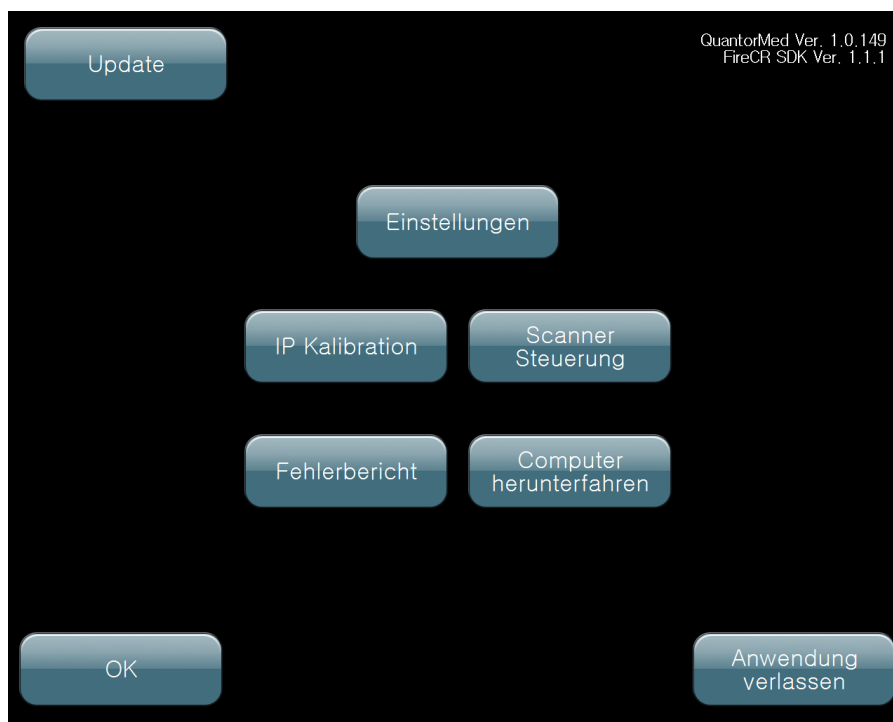 Update
QuantorMed Ver. 1.0.149
FireCR SDK Ver. 1.1.1
Einstellungen
IP Kalibration
Scanner
Steuerung
Fehlerbericht
Computer
herunterfahren
OK
Anwendung
verlassen